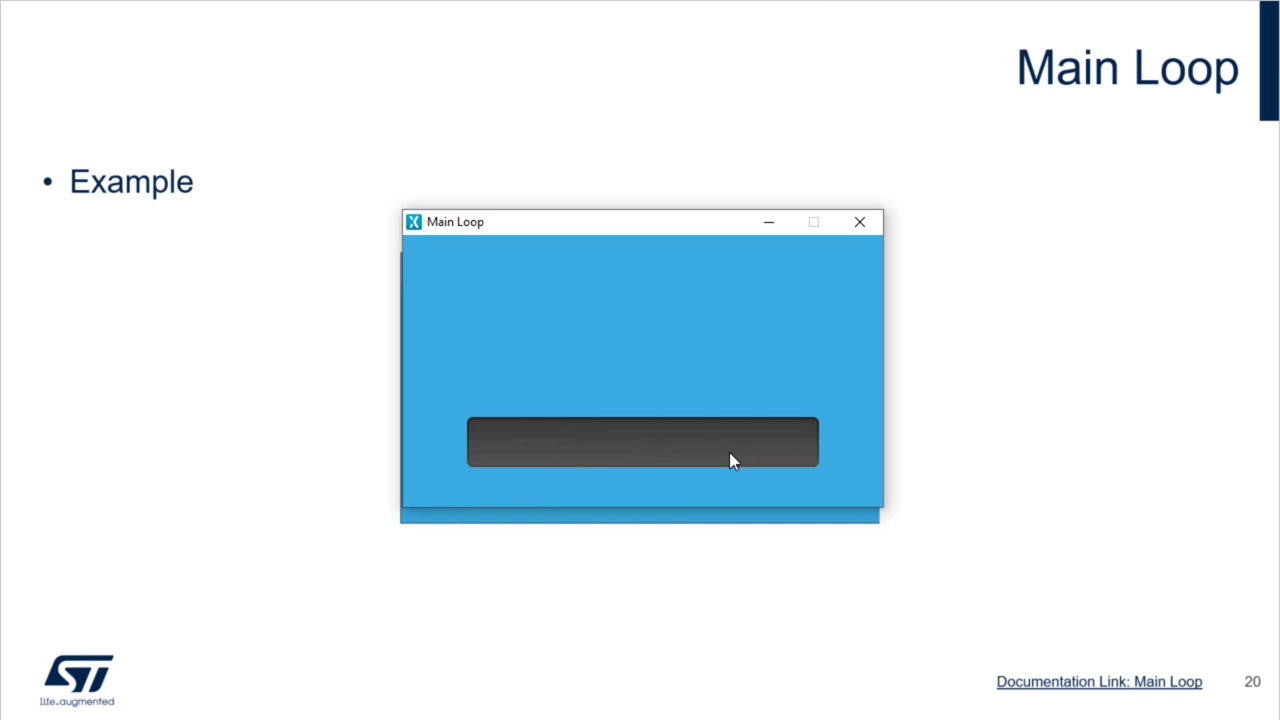 Main Loop
• Example
Main Loop
life.augmented
Documentation Link: Main Loop
20